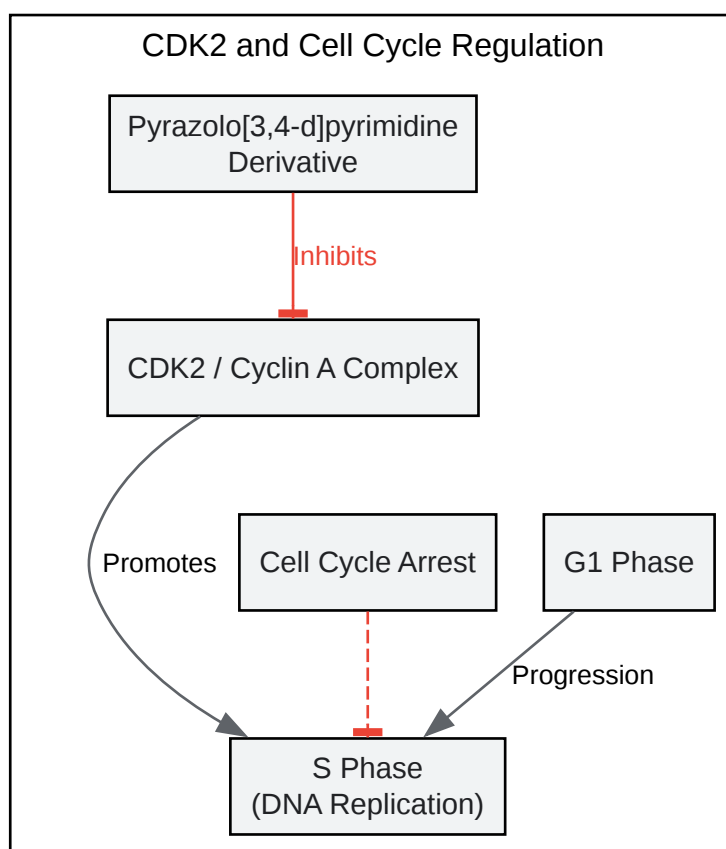 CDK2 and Cell Cycle Regulation
Pyrazolo[3,4-d]pyrimidine
Derivative
Inhibits
CDK2 / Cyclin A Complex
Promotes
Cell Cycle Arrest
G1 Phase
Progression
S Phase
(DNA Replication)